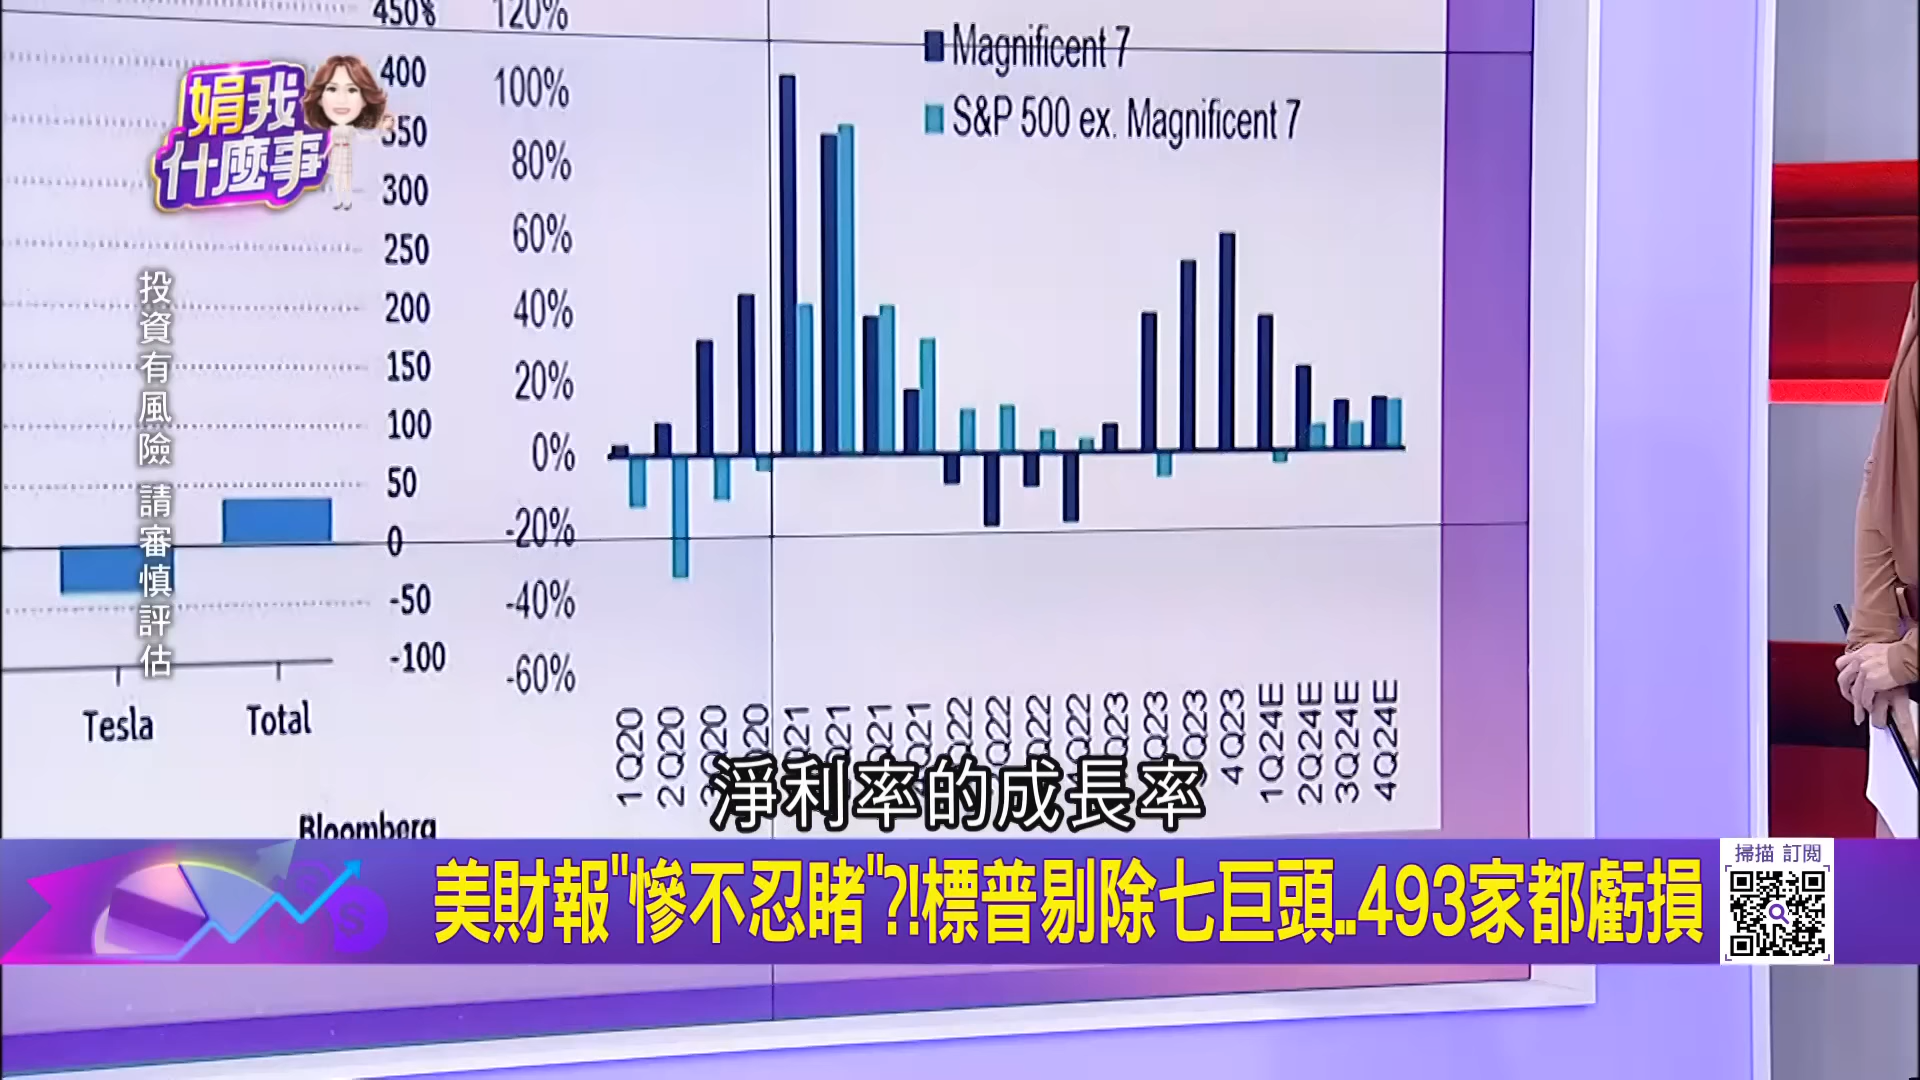 娟我
什麼事
投資有風險 請審慎評估
450%
400
350
300
250
200
150
100
50
0
-50
-100
Tesla
Total
Bloomberg
120%
100%
80%
60%
40%
20%
0%
-20%
-40%
-60%
Magnificent 7
S&P 500 ex. Magnificent 7
1Q20
2Q20
4Q23
1Q24E
2Q24E
3Q24E
4Q24E
淨利率的成長率
美財報"慘不忍睹"?!標普剔除七巨頭..493家都虧損
掃描 訂閱